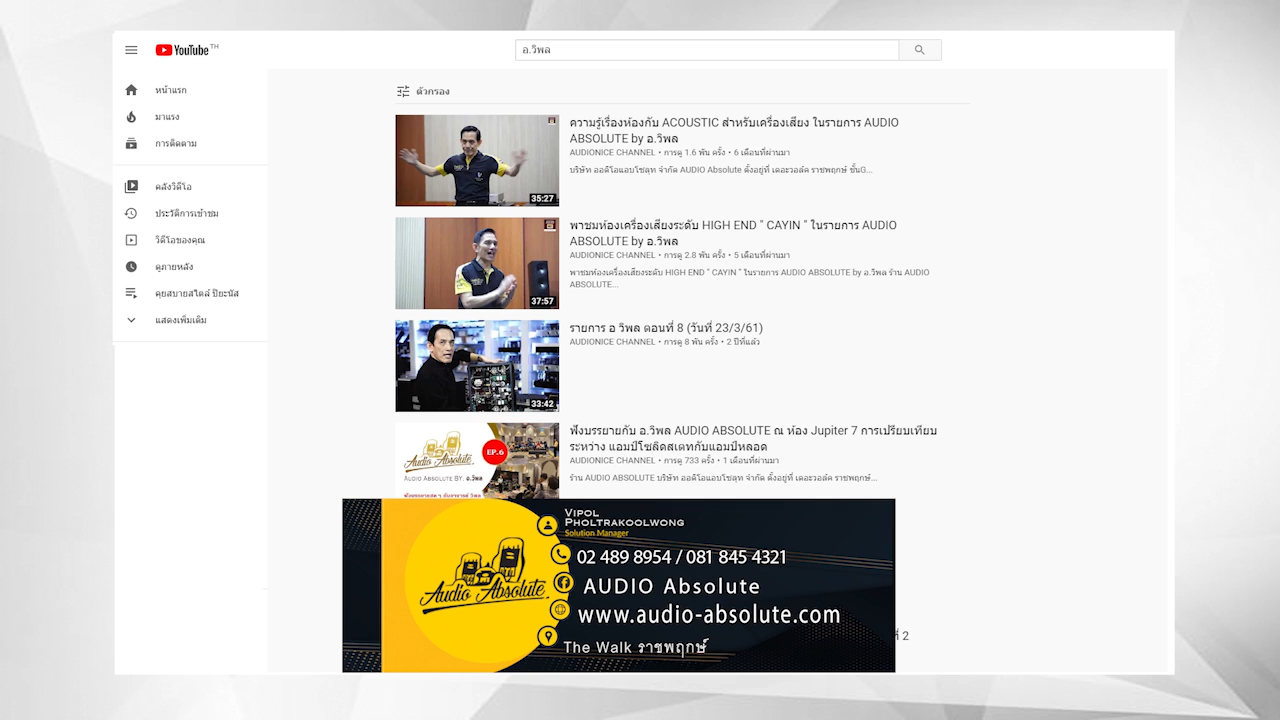 YouTube TH
อ.วิพล
หน้าแรก
มาแรง
การติดตาม
คลังวิดีโอ
ประวัติการเข้าชม
วิดีโอของคุณ
ดูภายหลัง
คุยสบายสไตล์ ปิยะนัส
แสดงเพิ่มเติม
ตัวกรอง
ความรู้เรื่องห้องกับ ACOUSTIC สำหรับเครื่องเสียง ในรายการ AUDIO
ABSOLUTE by อ.วิพล
AUDIONICE CHANNEL • การดู 1.6 พัน ครั้ง • 6 เดือนที่ผ่านมา
บริษัท ออดีโอแอบโซลุท จำกัด AUDIO Absolute ตั้งอยู่ที่ เดอะวอล์ค ราชพฤกษ์ ชั้นG...
35:27
พาชมห้องเครื่องเสียงระดับ HIGH END " CAYIN " ในรายการ AUDIO
ABSOLUTE by อ.วิพล
AUDIONICE CHANNEL • การดู 2.8 พัน ครั้ง • 5 เดือนที่ผ่านมา
พาชมห้องเครื่องเสียงระดับ HIGH END " CAYIN " ในรายการ AUDIO ABSOLUTE by อ.วิพล ร้าน AUDIO
ABSOLUTE...
37:57
รายการ อ วิพล ตอนที่ 8 (วันที่ 23/3/61)
AUDIONICE CHANNEL • การดู 8 พัน ครั้ง • 2 ปีที่แล้ว
33:42
ฟังบรรยายกับ อ.วิพล AUDIO ABSOLUTE ณ ห้อง Jupiter 7 การเปรียบเทียบ
ระหว่าง แอมป์โซลิดสเตทกับแอมป์หลอด
AUDIONICE CHANNEL • การดู 733 ครั้ง • 1 เดือนที่ผ่านมา
ร้าน AUDIO ABSOLUTE บริษัท ออดีโอแอบโซลุท จำกัด ตั้งอยู่ที่ เดอะวอล์ค ราชพฤกษ์...
Audio Absolute
EP.6
AUDIO ABSOLUTE BY. อ.วิพล
VIPOL
PHOLTRAKOOLWONG
Solution Manager
02 489 8954 / 081 845 4321
Audio Absolute
AUDIO Absolute
www.audio-absolute.com
The Walk ราชพฤกษ์
ที่ 2